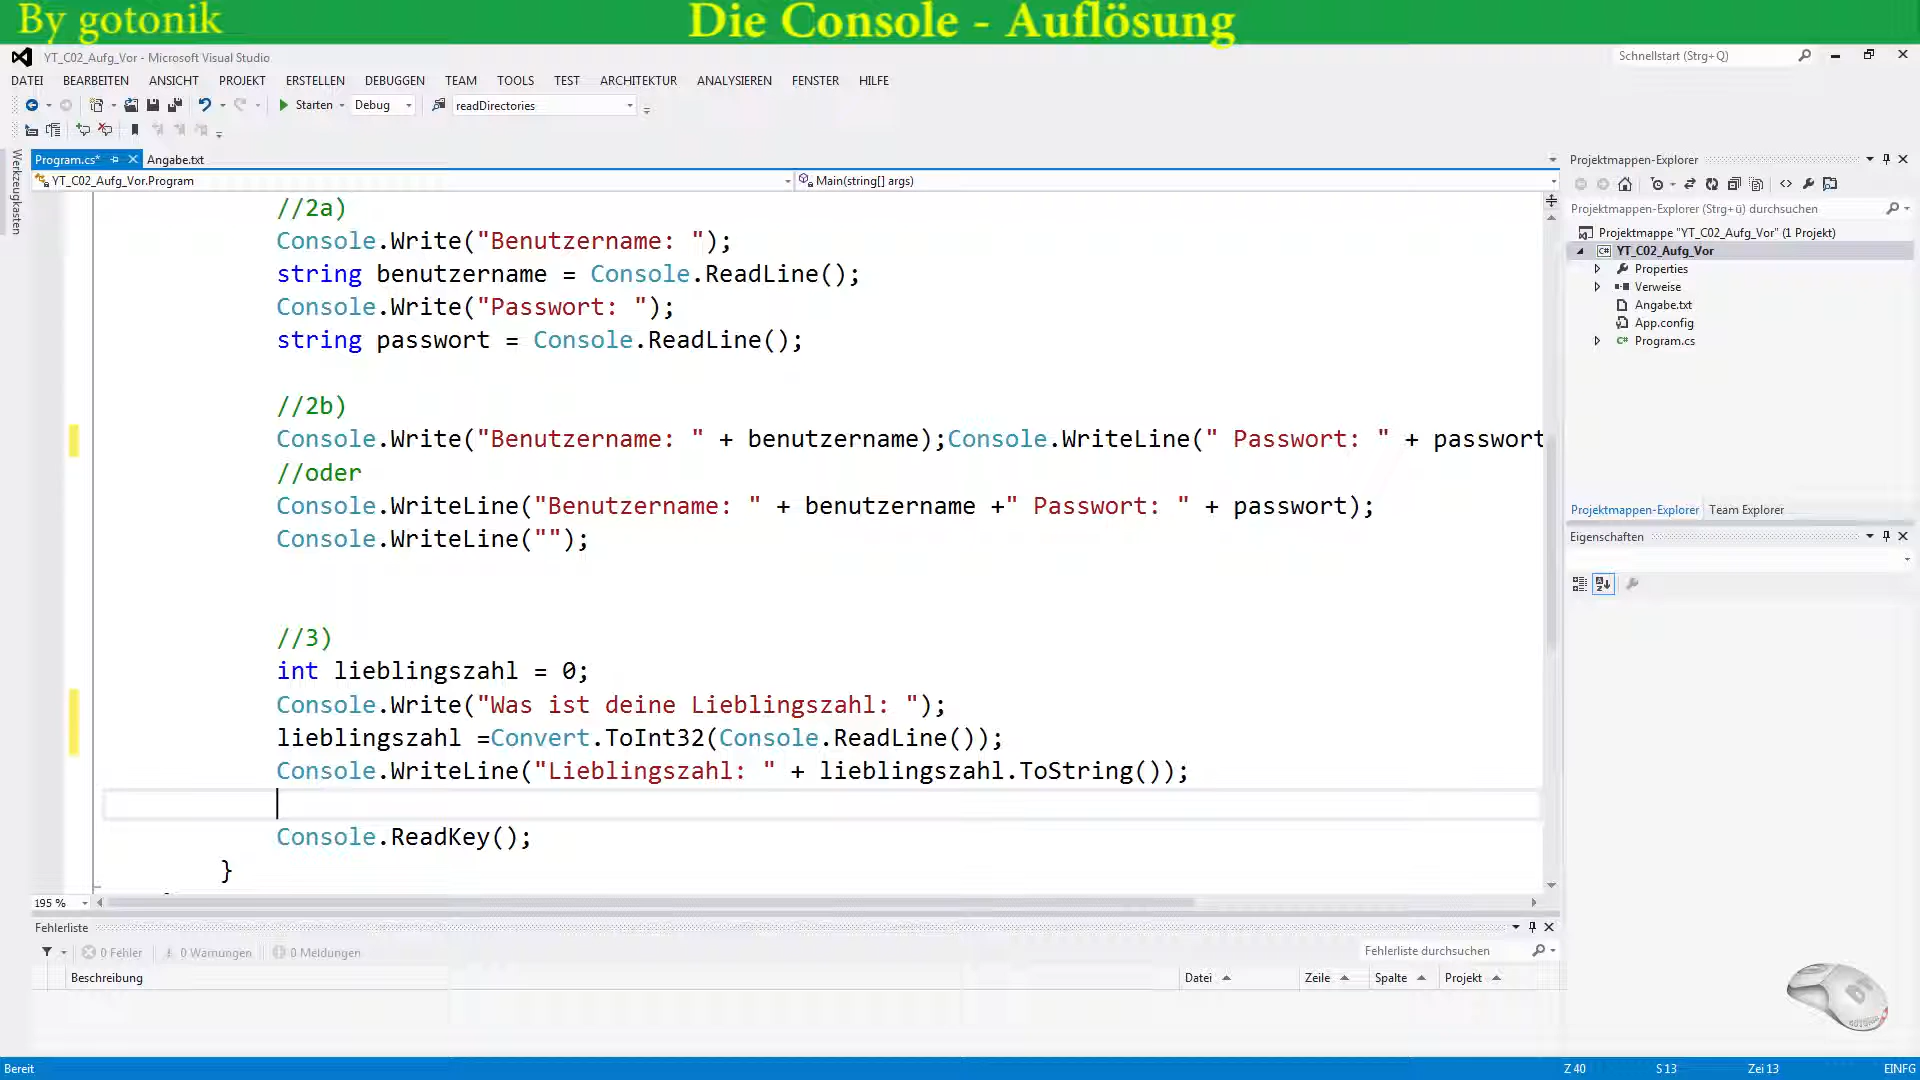 By gotonik
Die Console - Auflösung
YT_C02_Aufg_Vor - Microsoft Visual Studio
Schnellstart (Strg+Q)
DATEI BEARBEITEN ANSICHT PROJEKT ERSTELLEN DEBUGGEN TEAM TOOLS TEST ARCHITEKTUR ANALYSIEREN FENSTER HILFE
Starten Debug readDirectories
Werkzeugkasten
Program.cs* Angabe.txt
YT_C02_Aufg_Vor.Program Main(string[] args)
//2a)
Console.Write("Benutzername: ");
string benutzername = Console.ReadLine();
Console.Write("Passwort: ");
string passwort = Console.ReadLine();
//2b)
Console.Write("Benutzername: " + benutzername);Console.WriteLine(" Passwort: " + passwort
//oder
Console.WriteLine("Benutzername: " + benutzername +" Passwort: " + passwort);
Console.WriteLine("");
//3)
int lieblingszahl = 0;
Console.Write("Was ist deine Lieblingszahl: ");
lieblingszahl =Convert.ToInt32(Console.ReadLine());
Console.WriteLine("Lieblingszahl: " + lieblingszahl.ToString());
Console.ReadKey();
}
195 %
Projektmappen-Explorer
Projektmappen-Explorer (Strg+ü) durchsuchen
Projektmappe "YT_C02_Aufg_Vor" (1 Projekt)
YT_C02_Aufg_Vor
Properties
Verweise
Angabe.txt
App.config
Program.cs
Projektmappen-Explorer Team Explorer
Eigenschaften
Fehlerliste
0 Fehler 0 Warnungen 0 Meldungen
Fehlerliste durchsuchen
Beschreibung Datei Zeile Spalte Projekt
Bereit Z 40 S 13 Zei 13 EINFG